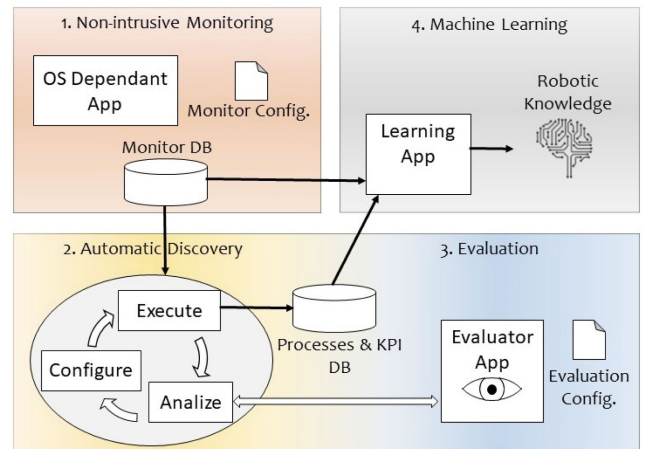 1. Non-intrusive Monitoring
OS Dependant
App
Monitor Config.
Monitor DB
4. Machine Learning
Robotic
Knowledge
Learning
App
2. Automatic Discovery
Execute
Configure
Analize
Processes & KPI
DB
3. Evaluation
Evaluator
App
Evaluation
Config.